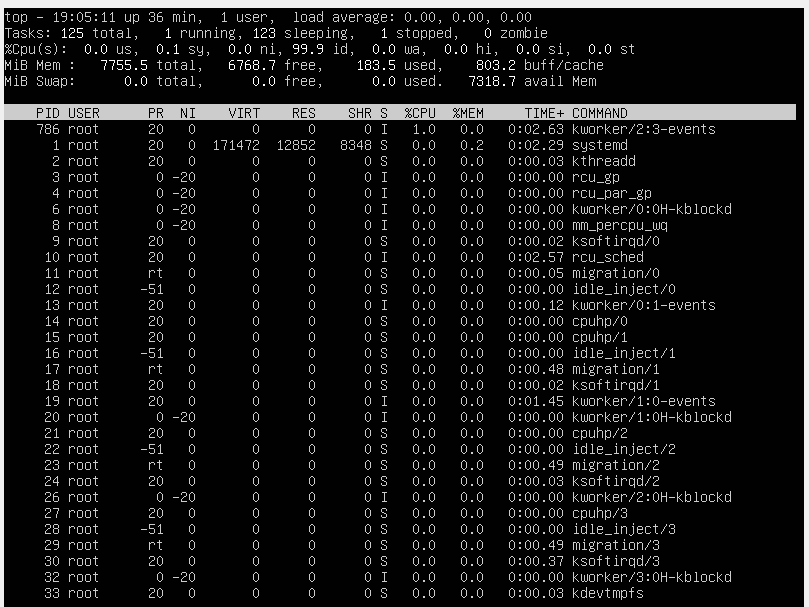 top - 19:05:11 up 36 min,  1 user,  load average: 0.00, 0.00, 0.00
Tasks: 125 total,   1 running, 123 sleeping,   1 stopped,   0 zombie
%Cpu(s):  0.0 us,  0.1 sy,  0.0 ni, 99.9 id,  0.0 wa,  0.0 hi,  0.0 si,  0.0 st
MiB Mem :   7755.5 total,   6768.7 free,    183.5 used,    803.2 buff/cache
MiB Swap:      0.0 total,      0.0 free,      0.0 used.   7318.7 avail Mem
PID USER      PR  NI    VIRT    RES    SHR S  %CPU  %MEM     TIME+ COMMAND
786 root      20   0       0      0      0 I   1.0   0.0   0:02.63 kworker/2:3-events
1 root      20   0  171472  12852   8348 S   0.0   0.2   0:02.29 systemd
2 root      20   0       0      0      0 S   0.0   0.0   0:00.03 kthreadd
3 root       0 -20       0      0      0 I   0.0   0.0   0:00.00 rcu_gp
4 root       0 -20       0      0      0 I   0.0   0.0   0:00.00 rcu_par_gp
6 root       0 -20       0      0      0 I   0.0   0.0   0:00.00 kworker/0:0H-kblockd
8 root       0 -20       0      0      0 I   0.0   0.0   0:00.00 mm_percpu_wq
9 root      20   0       0      0      0 S   0.0   0.0   0:00.02 ksoftirqd/0
10 root      20   0       0      0      0 I   0.0   0.0   0:02.57 rcu_sched
11 root      rt   0       0      0      0 S   0.0   0.0   0:00.05 migration/0
12 root     -51   0       0      0      0 S   0.0   0.0   0:00.00 idle_inject/0
13 root      20   0       0      0      0 I   0.0   0.0   0:00.12 kworker/0:1-events
14 root      20   0       0      0      0 S   0.0   0.0   0:00.00 cpuhp/0
15 root      20   0       0      0      0 S   0.0   0.0   0:00.00 cpuhp/1
16 root     -51   0       0      0      0 S   0.0   0.0   0:00.00 idle_inject/1
17 root      rt   0       0      0      0 S   0.0   0.0   0:00.48 migration/1
18 root      20   0       0      0      0 S   0.0   0.0   0:00.02 ksoftirqd/1
19 root      20   0       0      0      0 I   0.0   0.0   0:01.45 kworker/1:0-events
20 root       0 -20       0      0      0 I   0.0   0.0   0:00.00 kworker/1:0H-kblockd
21 root      20   0       0      0      0 S   0.0   0.0   0:00.00 cpuhp/2
22 root     -51   0       0      0      0 S   0.0   0.0   0:00.00 idle_inject/2
23 root      rt   0       0      0      0 S   0.0   0.0   0:00.49 migration/2
24 root      20   0       0      0      0 S   0.0   0.0   0:00.03 ksoftirqd/2
26 root       0 -20       0      0      0 I   0.0   0.0   0:00.00 kworker/2:0H-kblockd
27 root      20   0       0      0      0 S   0.0   0.0   0:00.00 cpuhp/3
28 root     -51   0       0      0      0 S   0.0   0.0   0:00.00 idle_inject/3
29 root      rt   0       0      0      0 S   0.0   0.0   0:00.49 migration/3
30 root      20   0       0      0      0 S   0.0   0.0   0:00.37 ksoftirqd/3
32 root       0 -20       0      0      0 I   0.0   0.0   0:00.00 kworker/3:0H-kblockd
33 root      20   0       0      0      0 S   0.0   0.0   0:00.03 kdevtmpfs